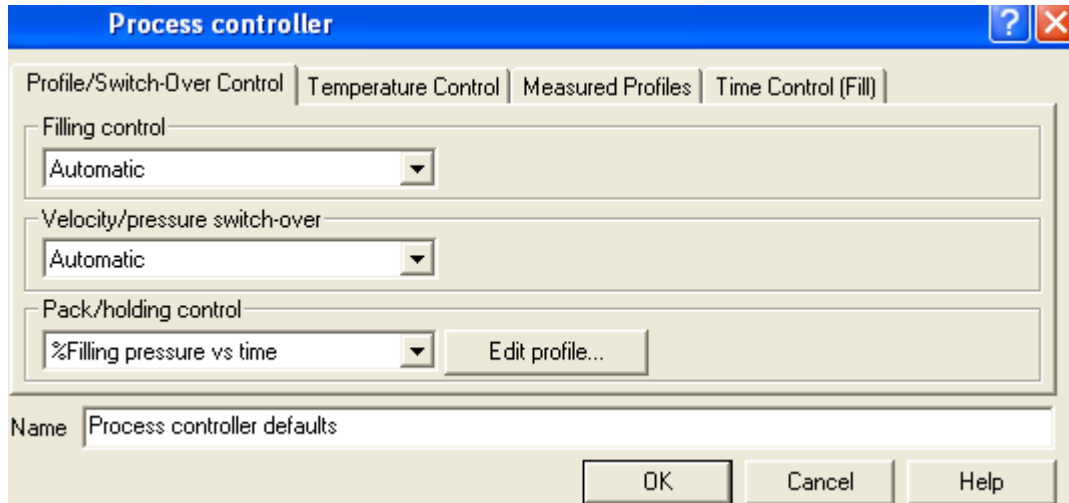 Process controller
Profile/Switch-Over Control Temperature Control Measured Profiles Time Control (Fill)
Filling control
Automatic
Velocity/pressure switch-over
Automatic
Pack/holding control
%Filling pressure vs time Edit profile...
Name Process controller defaults
OK Cancel Help